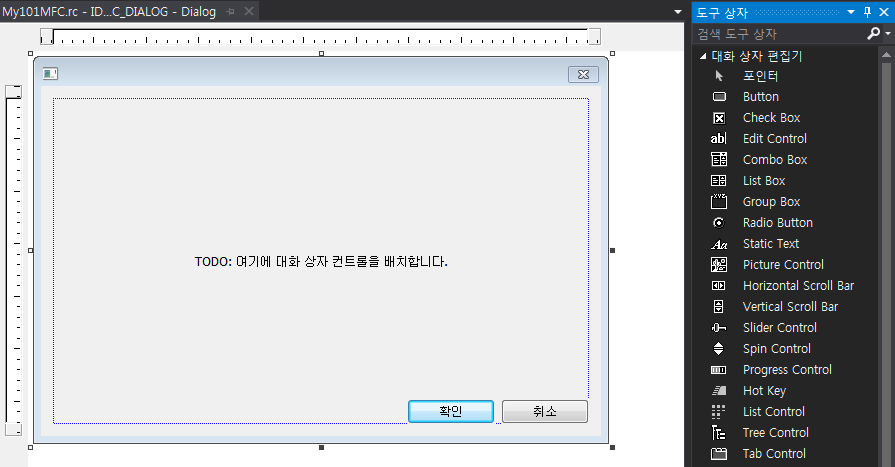 My101MFC.rc - ID...C_DIALOG - Dialog
도구 상자
검색 도구 상자
대화 상자 편집기
포인터
Button
Check Box
Edit Control
Combo Box
List Box
Group Box
Radio Button
Static Text
Picture Control
Horizontal Scroll Bar
Vertical Scroll Bar
Slider Control
Spin Control
Progress Control
Hot Key
List Control
Tree Control
Tab Control
TODO: 여기에 대화 상자 컨트롤을 배치합니다.
확인
취소